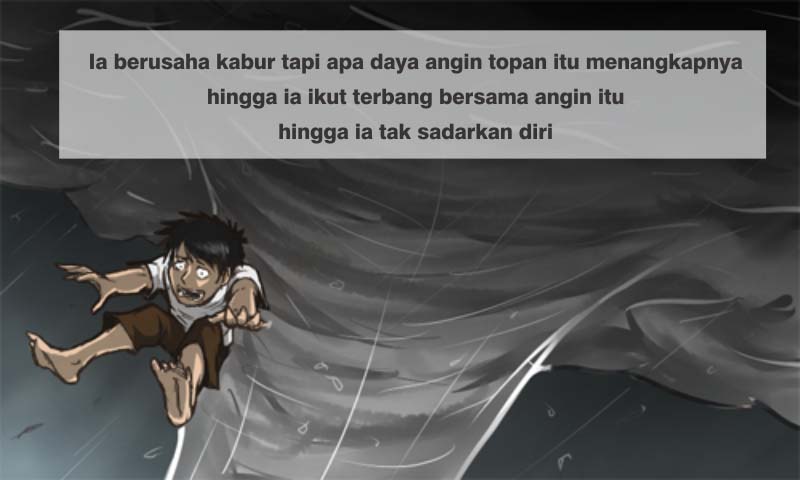 Ia berusaha kabur tapi apa daya angin topan itu menangkapnya
hingga ia ikut terbang bersama angin itu
hingga ia tak sadarkan diri